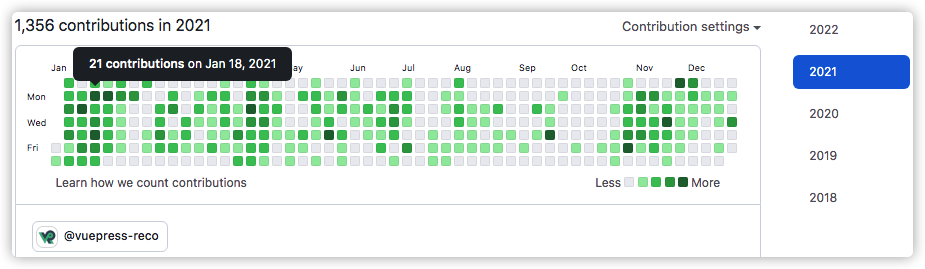 1,356 contributions in 2021
Contribution settings
2022
21 contributions on Jan 18, 2021
2021
Jan
Jun
Jul
Aug
Sep
Oct
Nov
Dec
Mon
Wed
2020
Fri
2019
Learn how we count contributions
Less
More
2018
@vuepress-reco